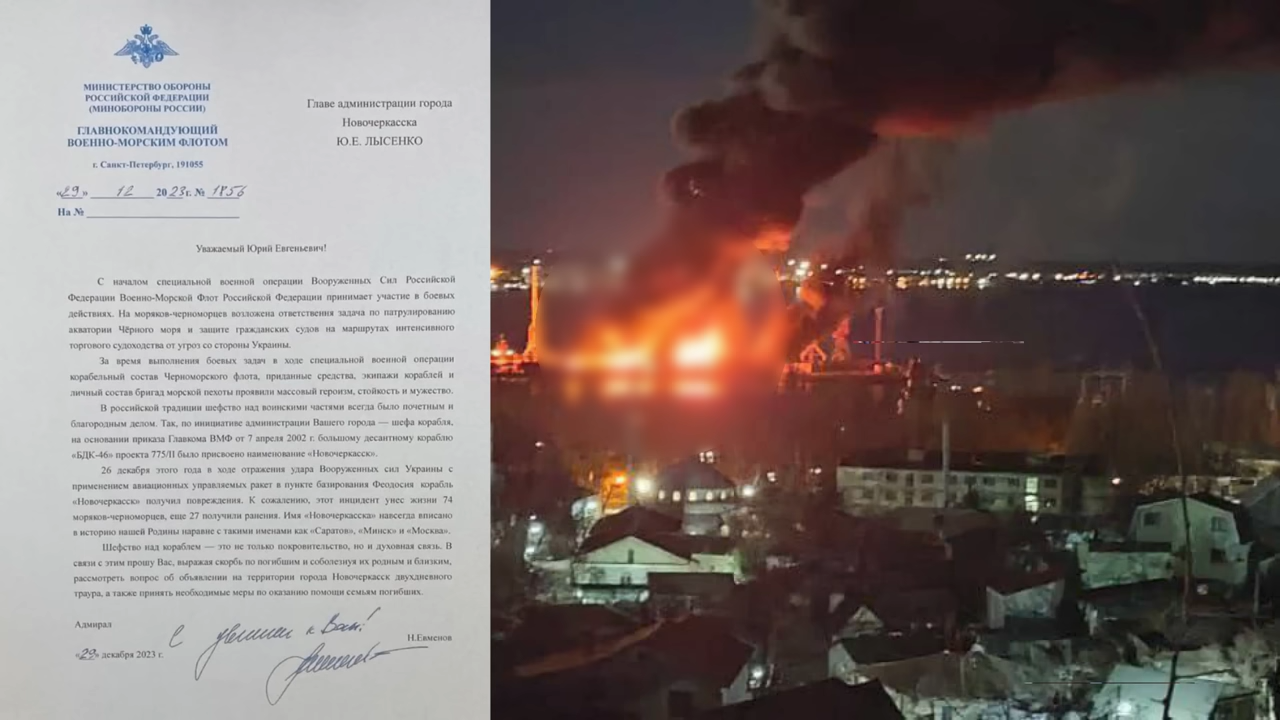 МИНИСТЕРСТВО ОБОРОНЫ
РОССИЙСКОЙ ФЕДЕРАЦИИ
(МИНОБОРОНЫ РОССИИ)
ГЛАВНОКОМАНДУЮЩИЙ
ВОЕННО-МОРСКИМ ФЛОТОМ
г. Санкт-Петербург, 191055
«29» 12 2023г. № 1856
На №
Главе администрации города
Новочеркасска
Ю.Е. ЛЫСЕНКО
Уважаемый Юрий Евгеньевич!
С началом специальной военной операции Вооруженных Сил Российской
Федерации Военно-Морской Флот Российской Федерации принимает участие в боевых
действиях. На моряков-черноморцев возложена ответственна задача по патрулированию
акватории Чёрного моря и защите гражданских судов на маршрутах интенсивного
торгового судоходства от угроз со стороны Украины.
За время выполнения боевых задач в ходе специальной военной операции
корабельный состав Черноморского флота, приданные средства, экипажи кораблей и
личный состав бригад морской пехоты проявили массовый героизм, стойкость и мужество.
В российской традиции шефство над воинскими частями всегда было почетным и
благородным делом. Так, по инициативе администрации Вашего города — шефа корабля,
на основании приказа Главкома ВМФ от 7 апреля 2002 г. большому десантному кораблю
«БДК-46» проекта 775/II было присвоено наименование «Новочеркасск».
26 декабря этого года в ходе отражения удара Вооруженных сил Украины с
применением авиационных управляемых ракет в пункте базирования Феодосия корабль
«Новочеркасск» получил повреждения. К сожалению, этот инцидент унес жизни 74
моряков-черноморцев, еще 27 получили ранения. Имя «Новочеркасска» навсегда вписано
в историю нашей Родины наравне с такими именами как «Саратов», «Минск» и «Москва».
Шефство над кораблем — это не только покровительство, но и духовная связь. В
связи с этим прошу Вас, выражая скорбь по погибшим и соболезнуя их родным и близким,
рассмотреть вопрос об объявлении на территории города Новочеркасск двухдневного
траура, а также принять необходимые меры по оказанию помощи семьям погибших.
Адмирал
С уважением к Вам!
Н.Евменов
«29» декабря 2023 г.